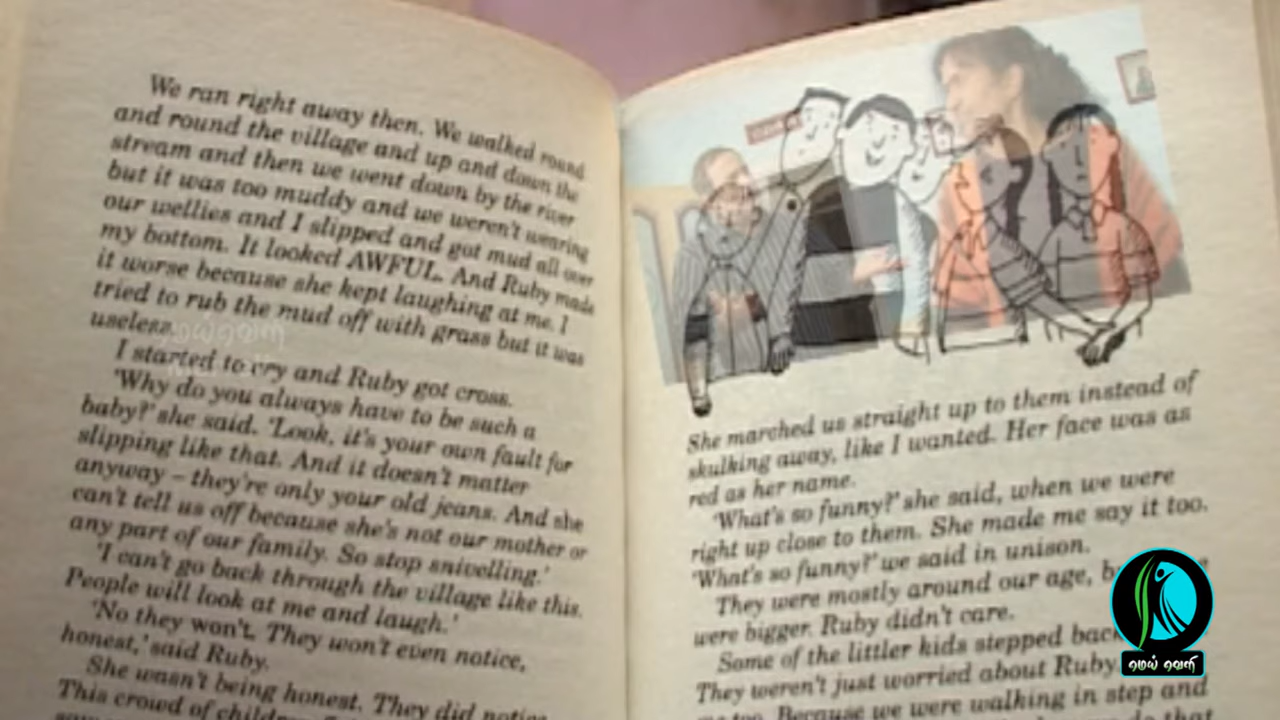 We ran right away then. We walked round
and round the village and up and down the
stream and then we went down by the river
but it was too muddy and we weren't wearing
our wellies and I slipped and got mud all over
my bottom. It looked AWFUL. And Ruby made
it worse because she kept laughing at me. I
tried to rub the mud off with grass but it was
useless.
I started to cry and Ruby got cross.
'Why do you always have to be such a
baby?' she said. 'Look, it's your own fault for
slipping like that. And it doesn't matter
anyway – they're only your old jeans. And she
can't tell us off because she's not our mother or
any part of our family. So stop snivelling.'
'I can't go back through the village like this.
People will look at me and laugh.'
'No they won't. They won't even notice,
honest,' said Ruby.
She wasn't being honest. They did notice.
This crowd of children
She marched us straight up to them instead of
skulking away, like I wanted. Her face was as
red as her name.
'What's so funny?' she said, when we were
right up close to them. She made me say it too.
'What's so funny?' we said in unison.
They were mostly around our age,
were bigger. Ruby didn't care.
Some of the littler kids stepped back
They weren't just worried about Ruby.
me too. Because we were walking in step and
that
மெய் வெளி